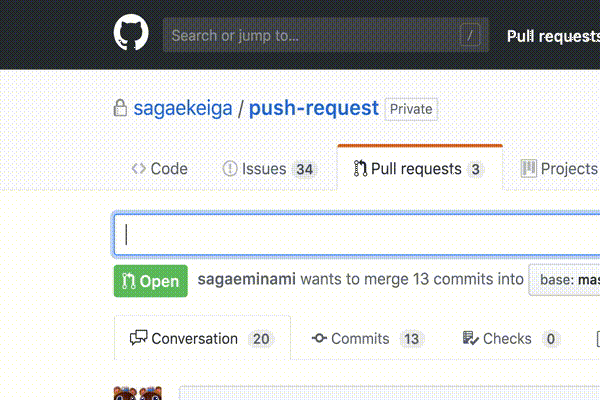 Search or jump to... / Pull requests
sagaekeiga / push-request Private
Code Issues 34 Pull requests 3 Projects
Open sagaeminami wants to merge 13 commits into base: mas
Conversation 20 Commits 13 Checks 0